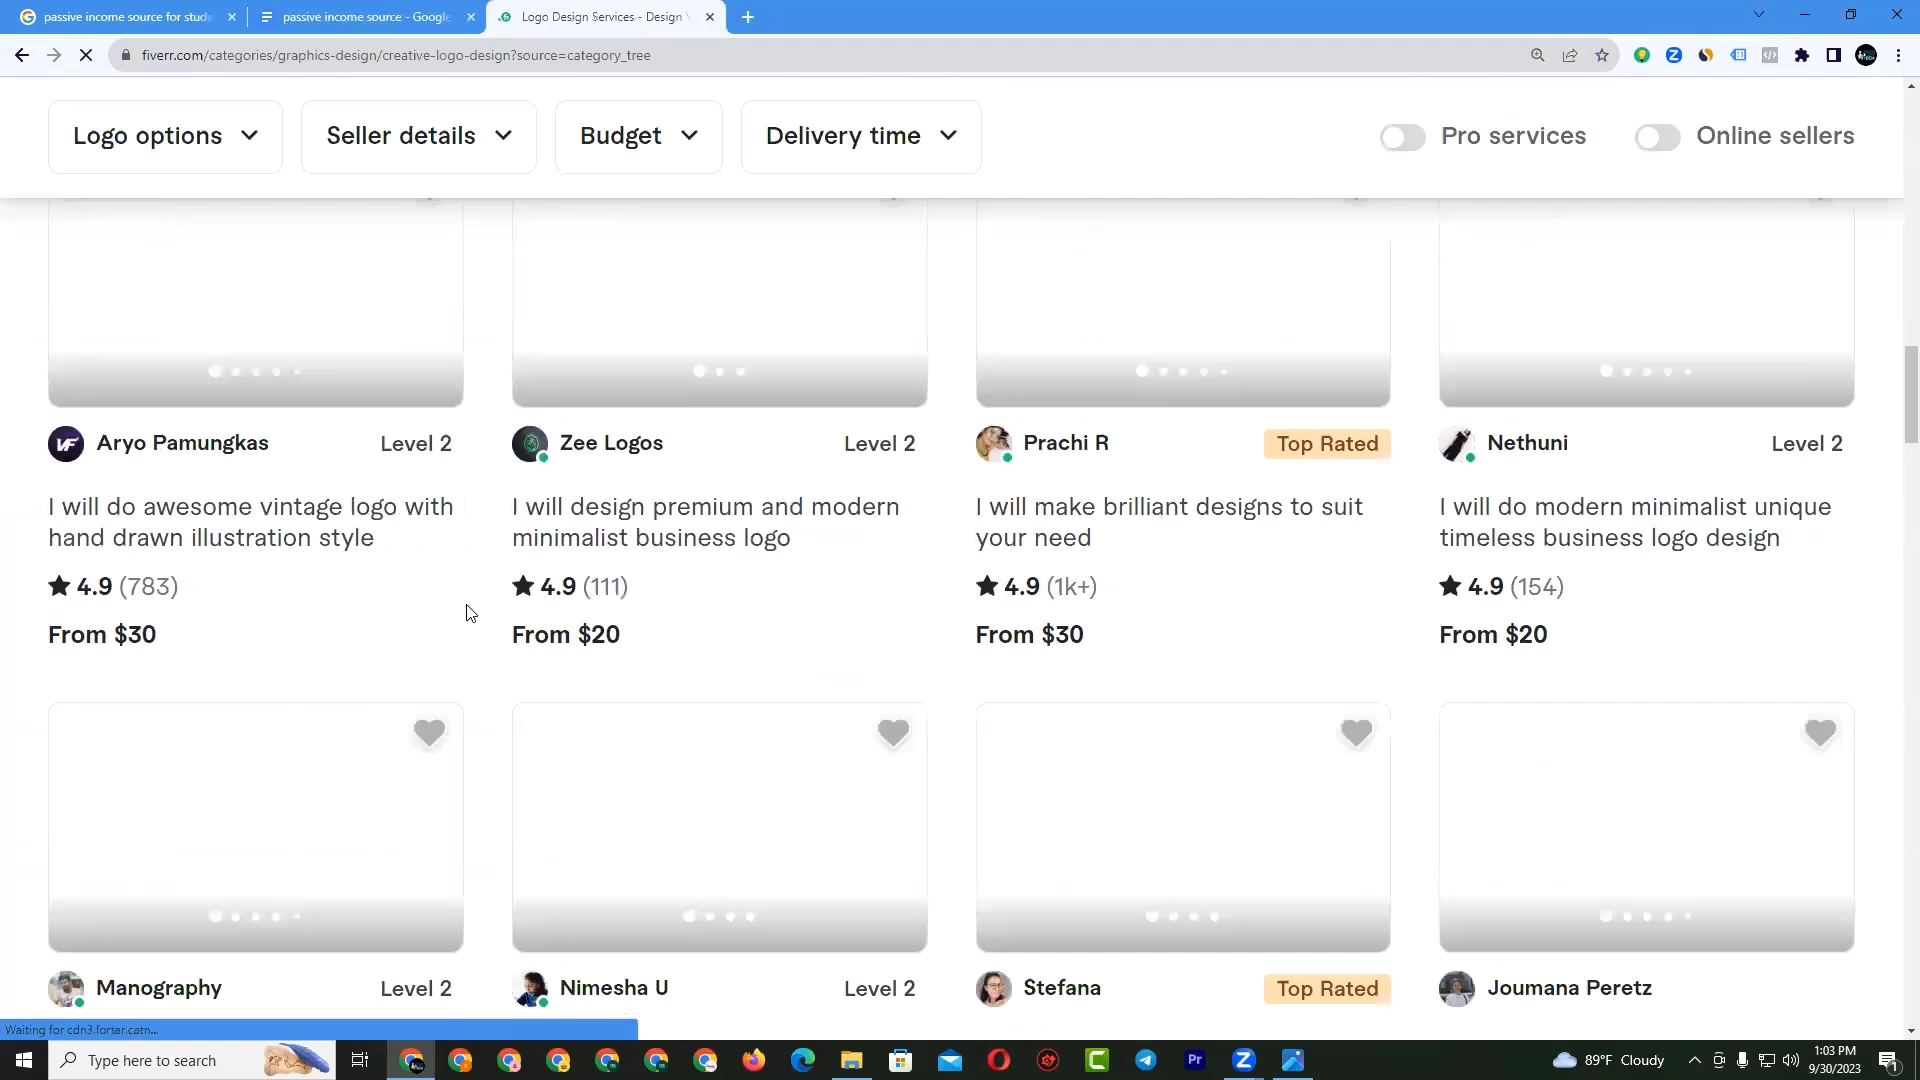 passive income source for stude
passive income source - Google
Logo Design Services - Design
fiverr.com/categories/graphics-design/creative-logo-design?source=category_tree
Logo options
Seller details
Budget
Delivery time
Pro services
Online sellers
Aryo Pamungkas
Level 2
Zee Logos
Level 2
Prachi R
Top Rated
Nethuni
Level 2
I will do awesome vintage logo with
hand drawn illustration style
I will design premium and modern
minimalist business logo
I will make brilliant designs to suit
your need
I will do modern minimalist unique
timeless business logo design
4.9 (783)
4.9 (111)
4.9 (1k+)
4.9 (154)
From $30
From $20
From $30
From $20
Manography
Level 2
Nimesha U
Level 2
Stefana
Top Rated
Joumana Peretz
Waiting for
Type here to search
89°F Cloudy
1:03 PM
9/30/2023